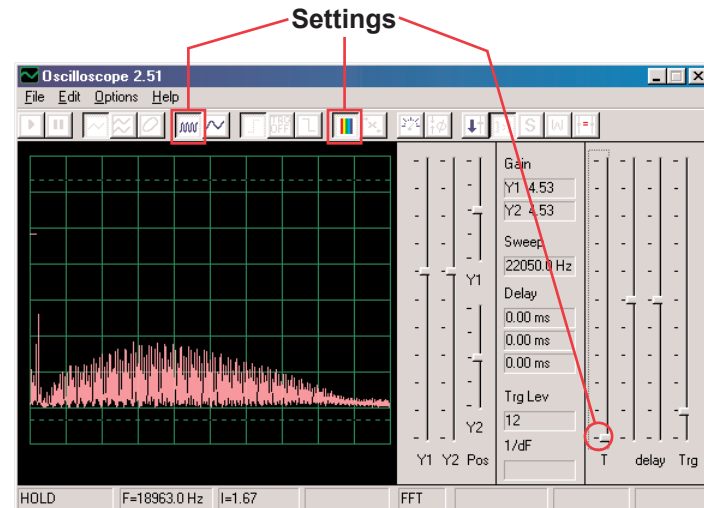 Settings
Oscilloscope 2.51
File Edit Options Help
TRG OFF
S
W
Gain
Y1 4.53
Y2 4.53
Sweep
22050.0 Hz
Delay
0.00 ms
0.00 ms
0.00 ms
Trg Lev
12
1/dF
Y1
Y2
Y1 Y2 Pos
T delay Trg
HOLD F=18963.0 Hz I=1.67 FFT